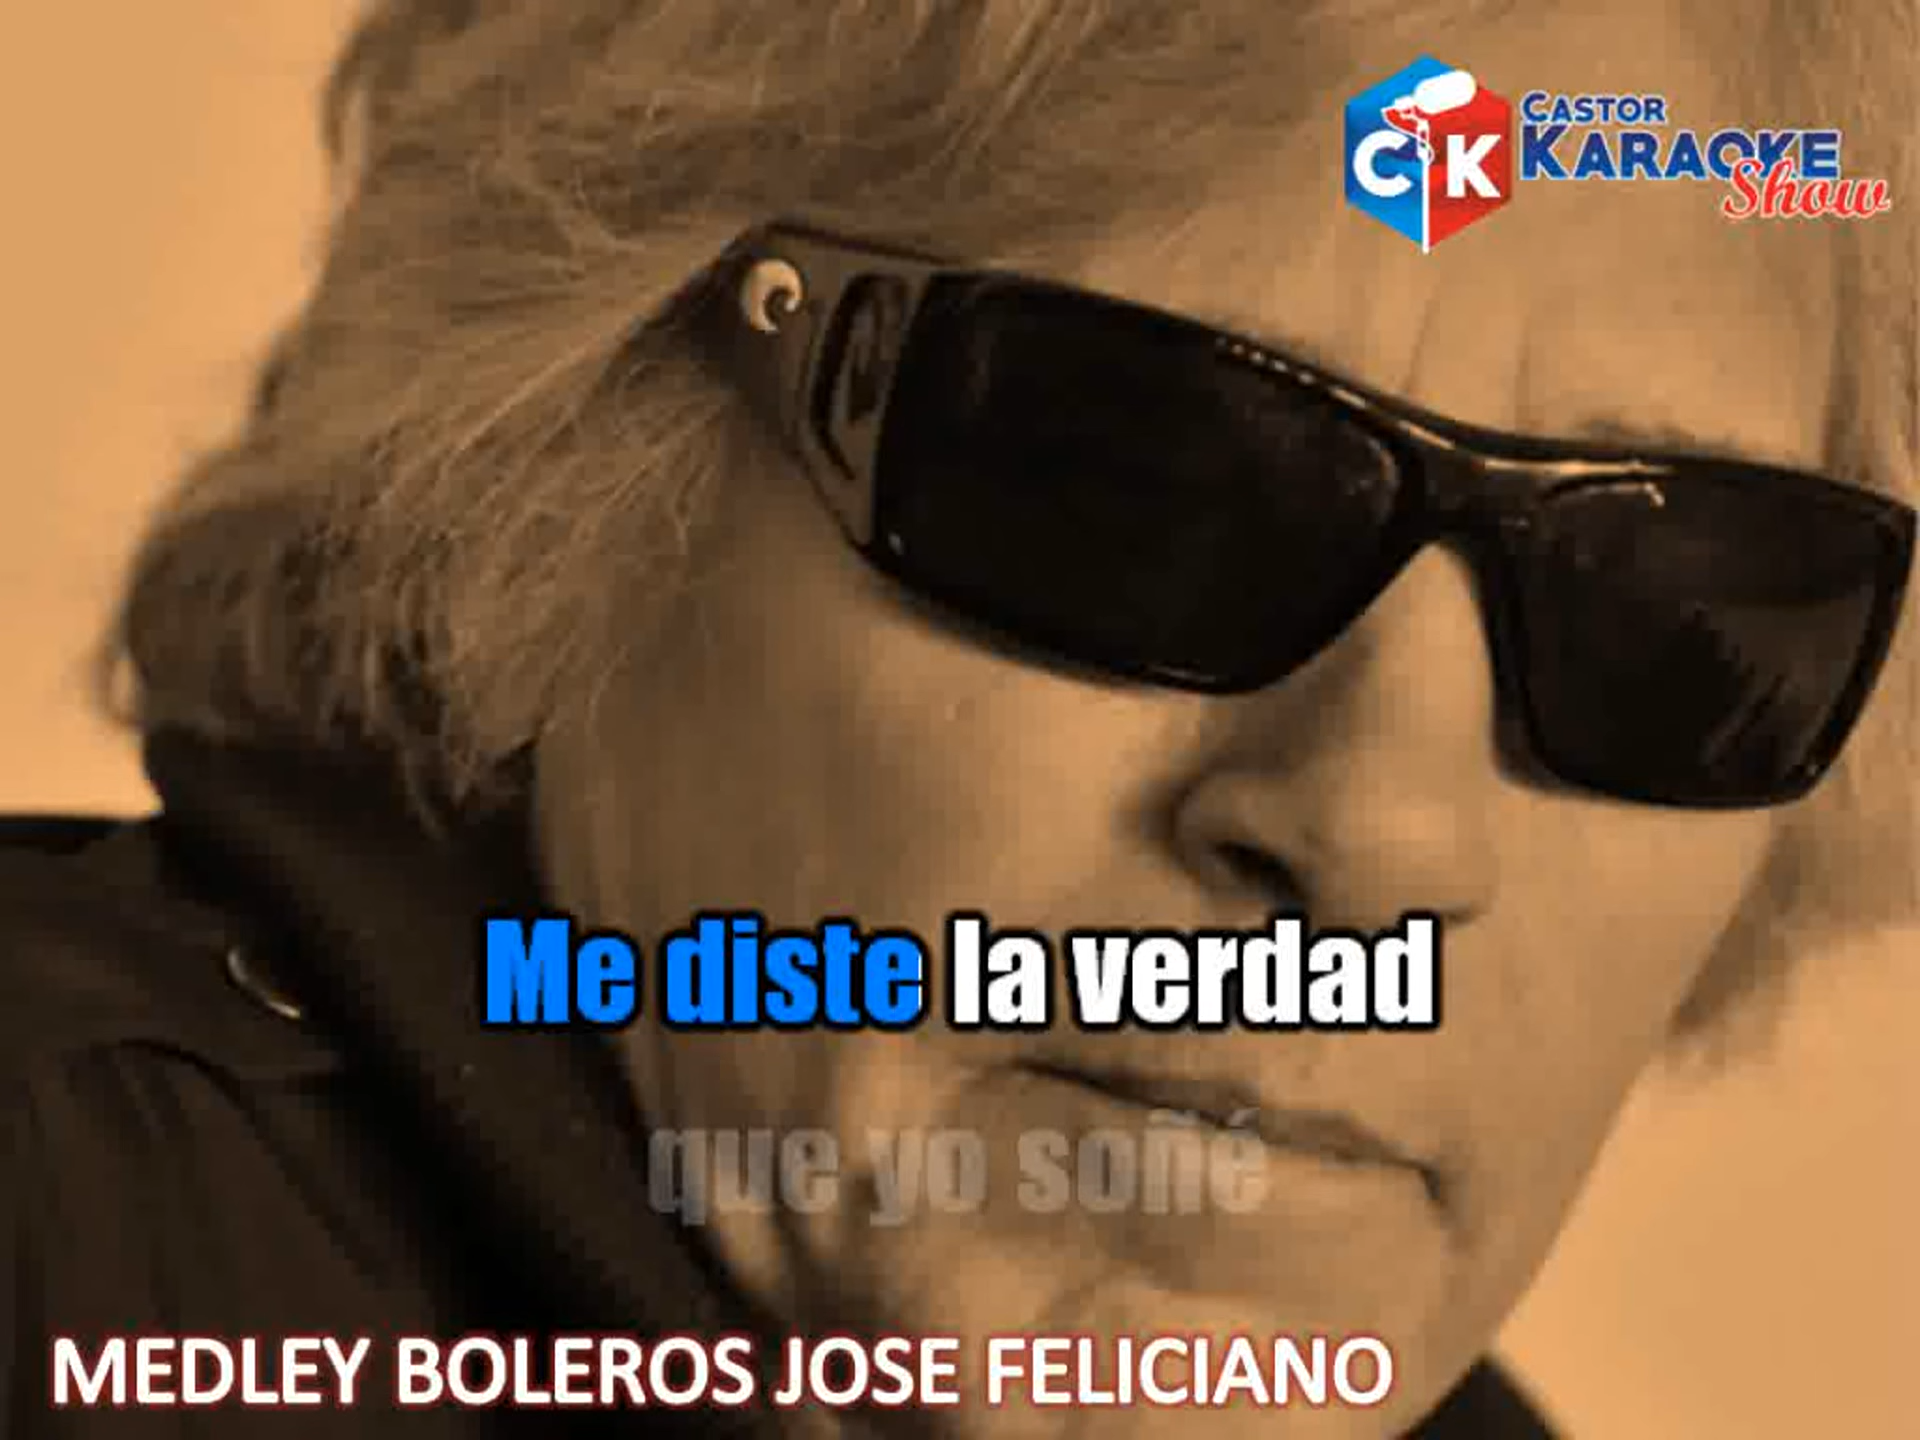 CK
CASTOR
KARAOKE
Show
Me diste la verdad
que yo soñé
MEDLEY BOLEROS JOSE FELICIANO